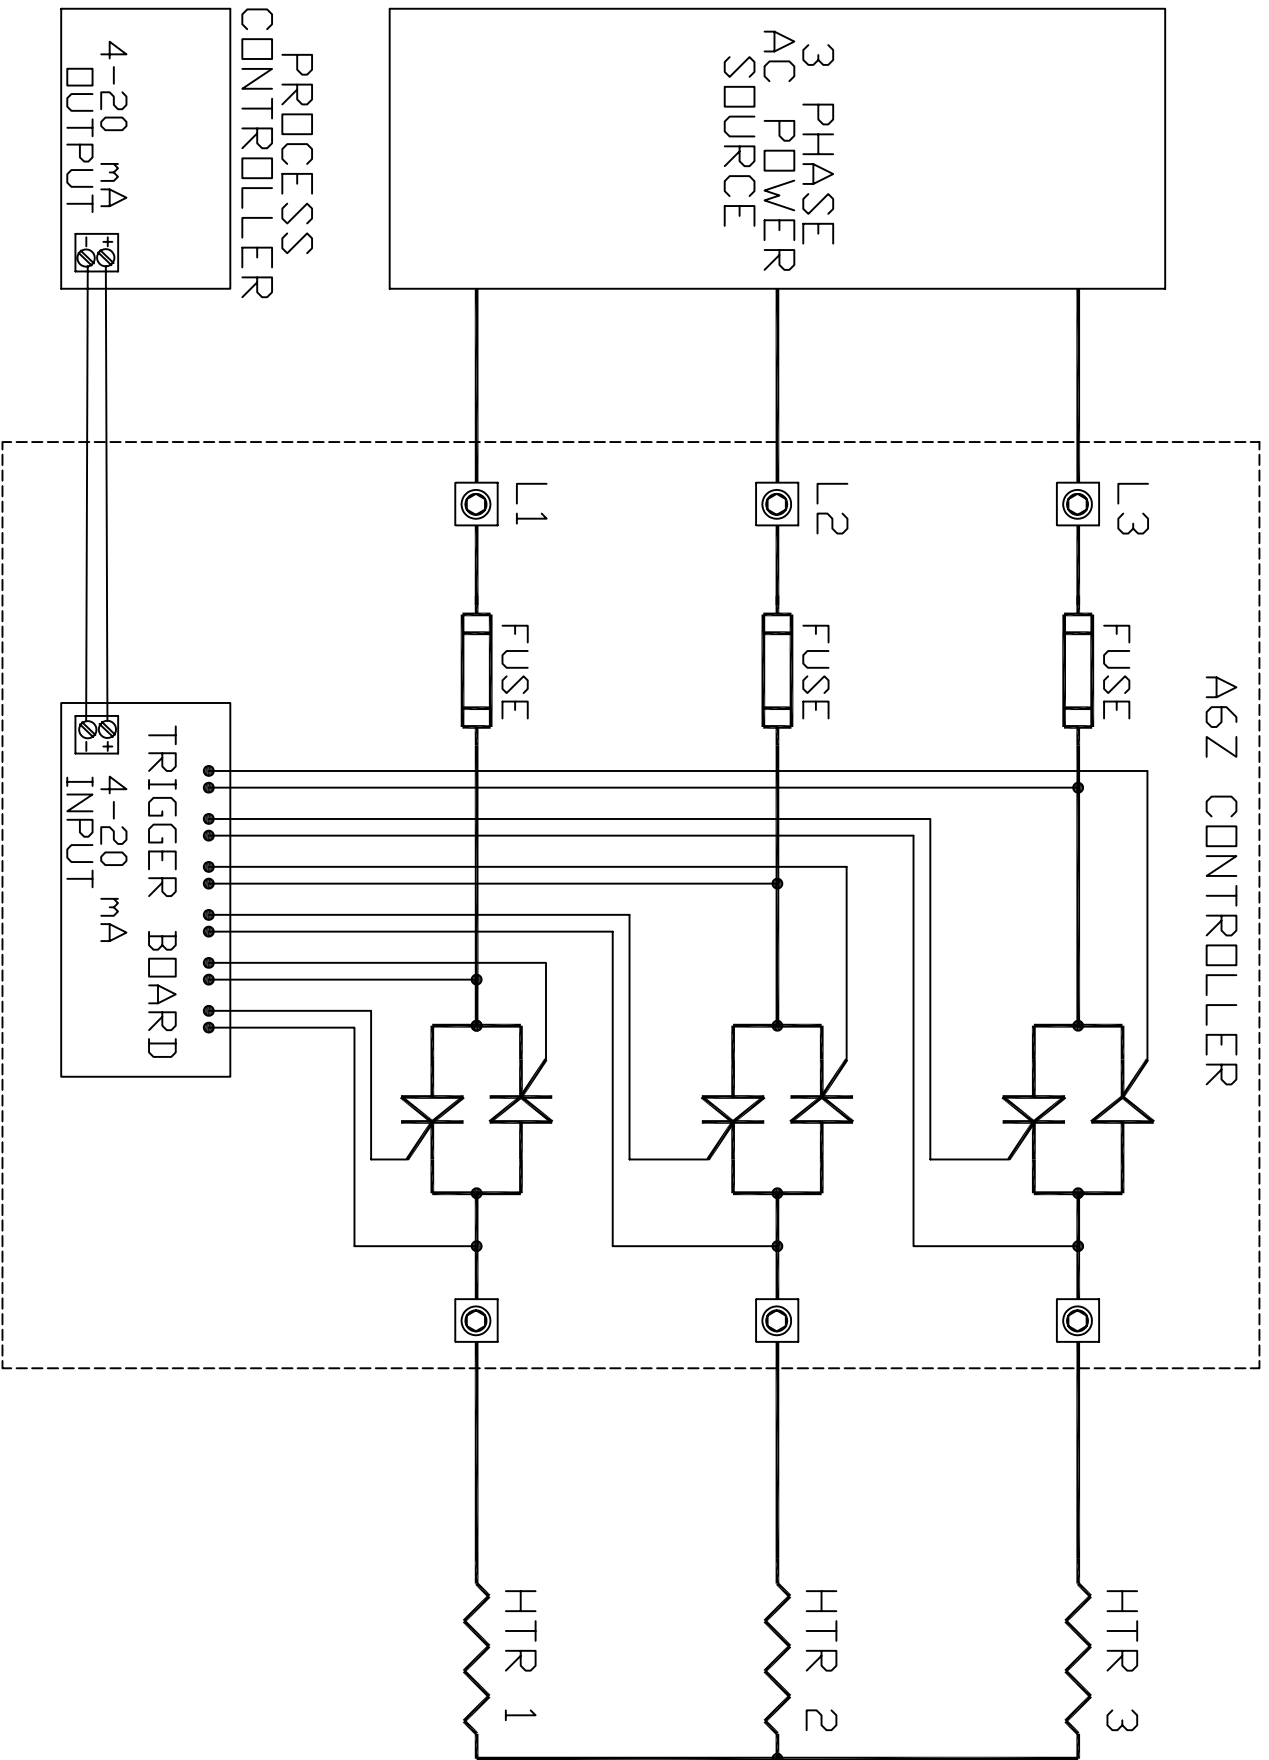 A6Z CONTROLLER
3 PHASE
AC POWER
SOURCE
L3
FUSE
HTR 3
L2
FUSE
HTR 2
L1
FUSE
HTR 1
PROCESS
CONTROLLER
4-20 mA
OUTPUT
+
-
TRIGGER BOARD
+
-
4-20 mA
INPUT